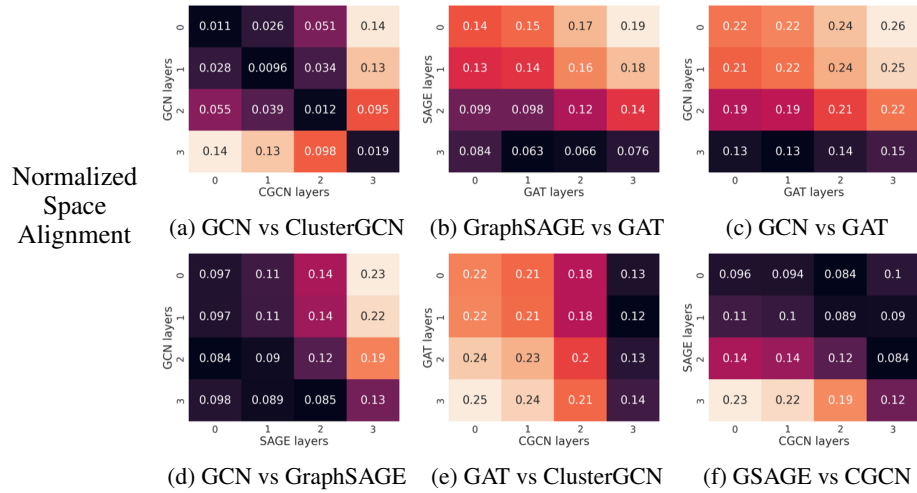 Normalized
Space
Alignment
GCN layers
0 0.011 0.026 0.051 0.14
1 0.028 0.0096 0.034 0.13
2 0.055 0.039 0.012 0.095
3 0.14 0.13 0.098 0.019
0 1 2 3
CGCN layers
(a) GCN vs ClusterGCN
SAGE layers
0 0.14 0.15 0.17 0.19
1 0.13 0.14 0.16 0.18
2 0.099 0.098 0.12 0.14
3 0.084 0.063 0.066 0.076
0 1 2 3
GAT layers
(b) GraphSAGE vs GAT
GCN layers
0 0.22 0.22 0.24 0.26
1 0.21 0.22 0.24 0.25
2 0.19 0.19 0.21 0.22
3 0.13 0.13 0.14 0.15
0 1 2 3
GAT layers
(c) GCN vs GAT
GCN layers
0 0.097 0.11 0.14 0.23
1 0.097 0.11 0.14 0.22
2 0.084 0.09 0.12 0.19
3 0.098 0.089 0.085 0.13
0 1 2 3
SAGE layers
(d) GCN vs GraphSAGE
GAT layers
0 0.22 0.21 0.18 0.13
1 0.22 0.21 0.18 0.12
2 0.24 0.23 0.2 0.13
3 0.25 0.24 0.21 0.14
0 1 2 3
CGCN layers
(e) GAT vs ClusterGCN
SAGE layers
0 0.096 0.094 0.084 0.1
1 0.11 0.1 0.089 0.09
2 0.14 0.14 0.12 0.084
3 0.23 0.22 0.19 0.12
0 1 2 3
CGCN layers
(f) GSAGE vs CGCN